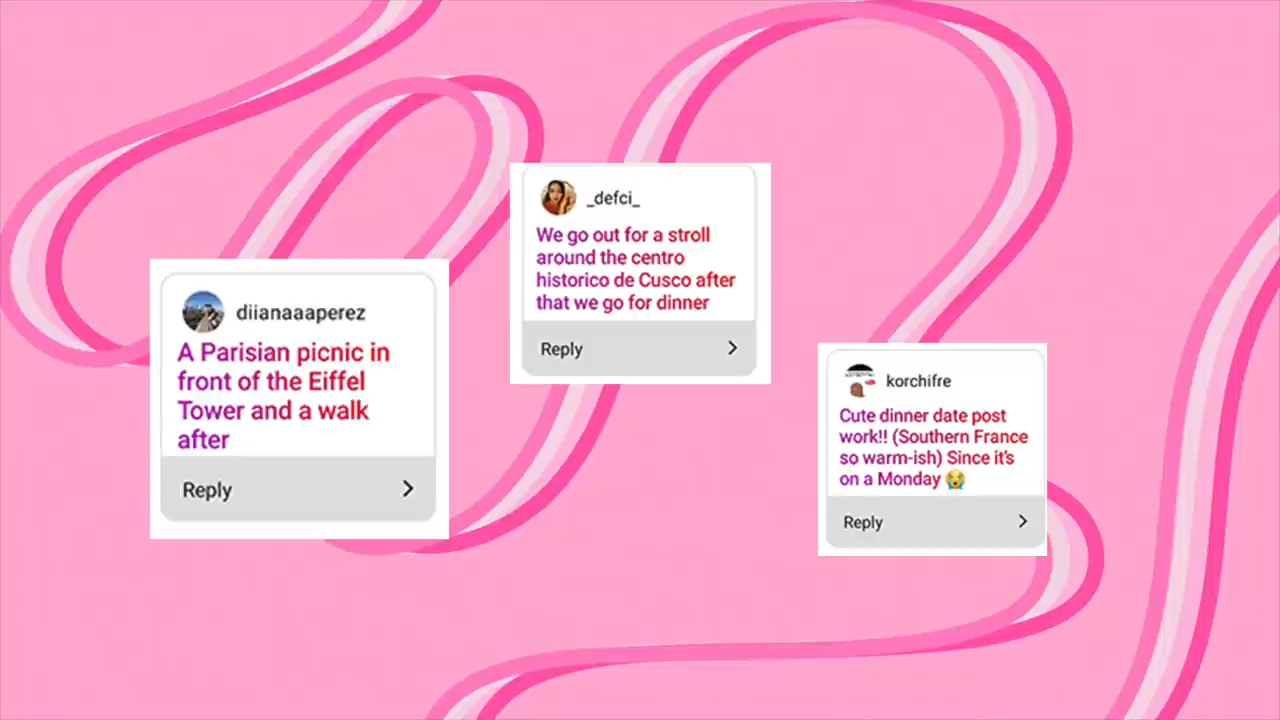 diianaaaperez
A Parisian picnic in
front of the Eiffel
Tower and a walk
after
Reply
_defci_
We go out for a stroll
around the centro
historico de Cusco after
that we go for dinner
Reply
korchifre
Cute dinner date post
work!! (Southern France
so warm-ish) Since it's
on a Monday 😭
Reply